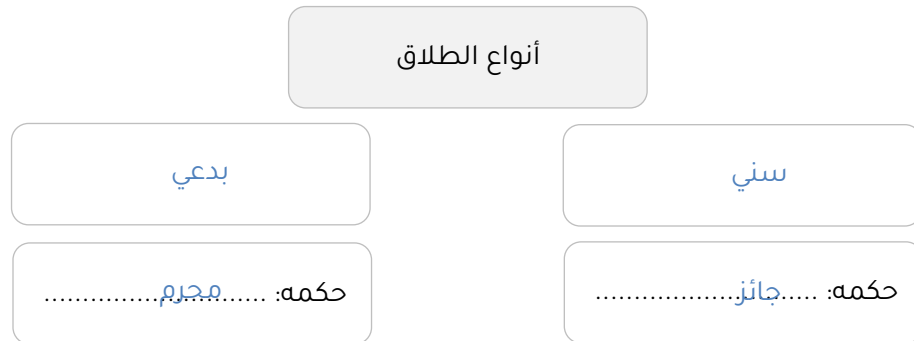 أنواع الطلاق
سني
بدعي
حكمه: جائز
حكمه: محرم